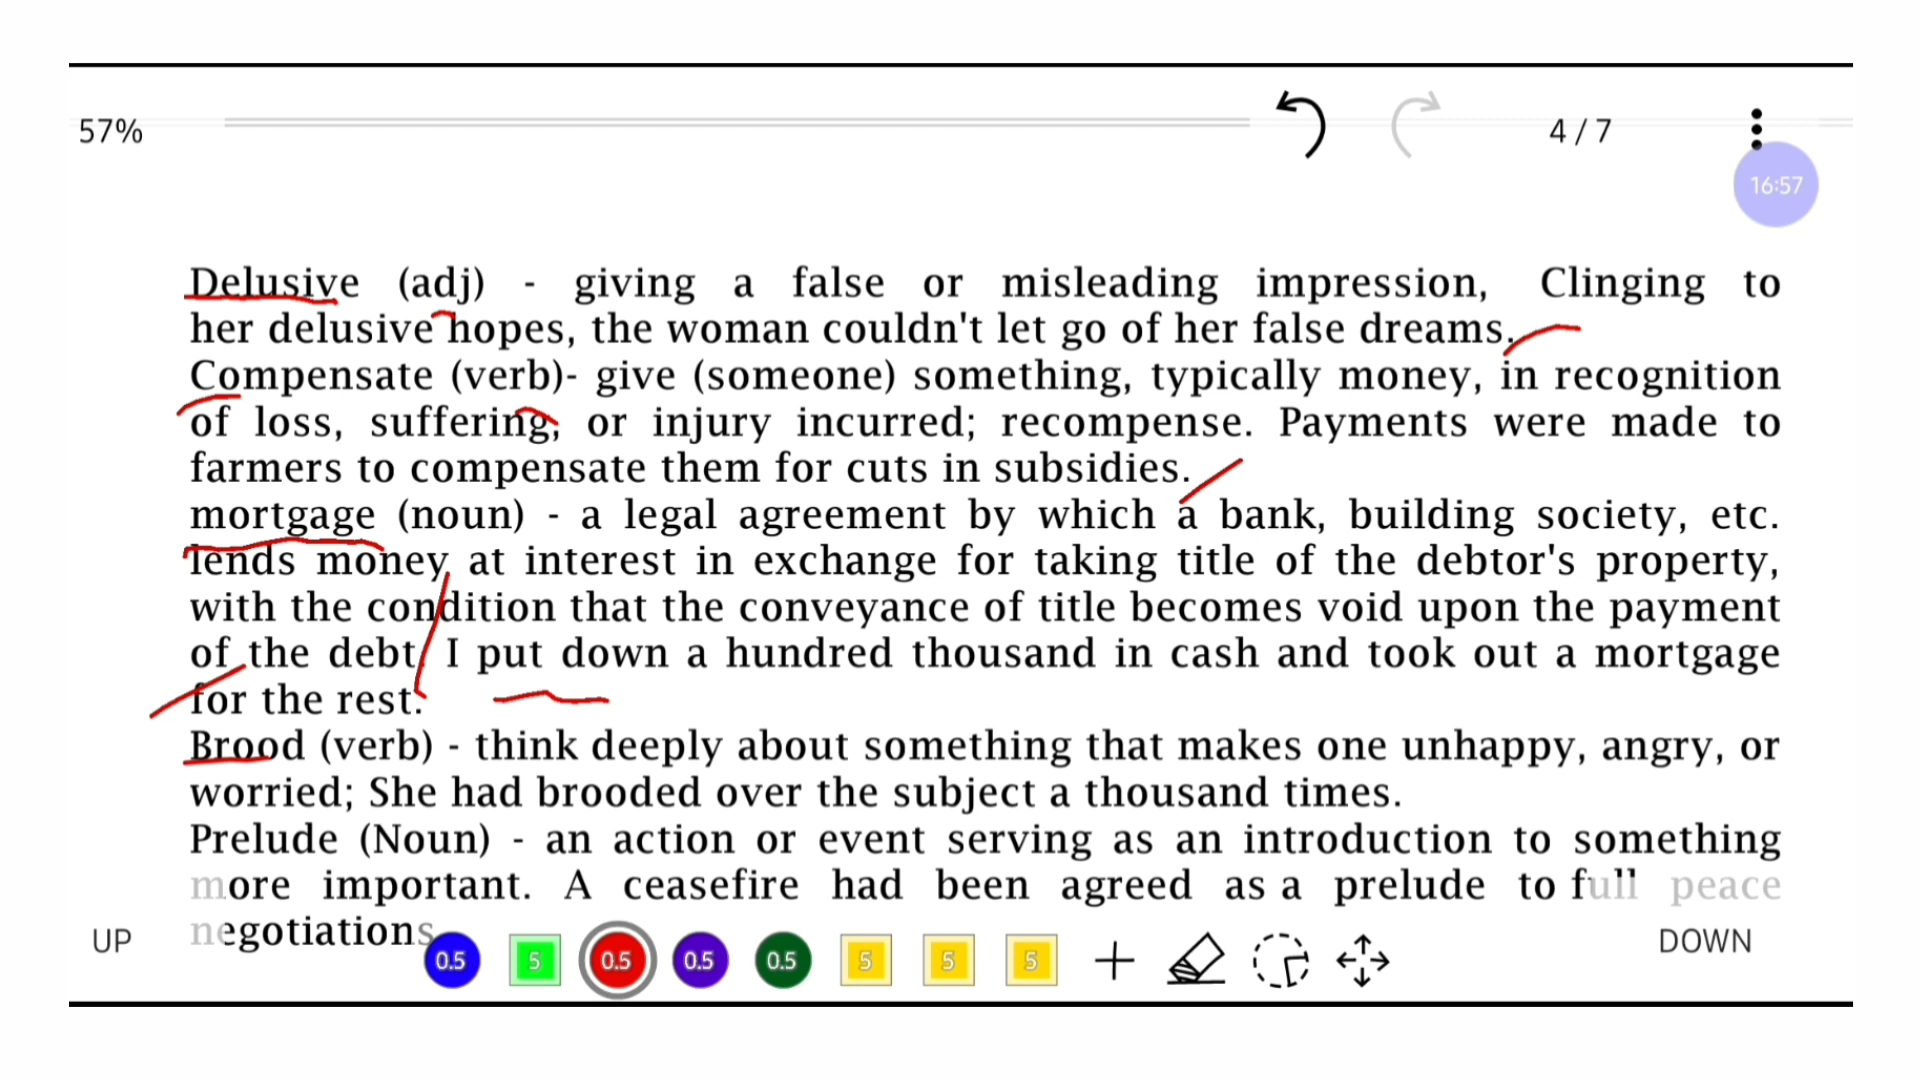 57%
4 / 7
16:57
Delusive (adj) - giving a false or misleading impression, Clinging to
her delusive hopes, the woman couldn't let go of her false dreams.
Compensate (verb)- give (someone) something, typically money, in recognition
of loss, suffering, or injury incurred; recompense. Payments were made to
farmers to compensate them for cuts in subsidies.
mortgage (noun) - a legal agreement by which a bank, building society, etc.
lends money at interest in exchange for taking title of the debtor's property,
with the condition that the conveyance of title becomes void upon the payment
of the debt. I put down a hundred thousand in cash and took out a mortgage
for the rest.
Brood (verb) - think deeply about something that makes one unhappy, angry, or
worried; She had brooded over the subject a thousand times.
Prelude (Noun) - an action or event serving as an introduction to something
more important. A ceasefire had been agreed as a prelude to full peace
negotiations
UP
DOWN
0.5 5 0.5 0.5 0.5 5 5 5